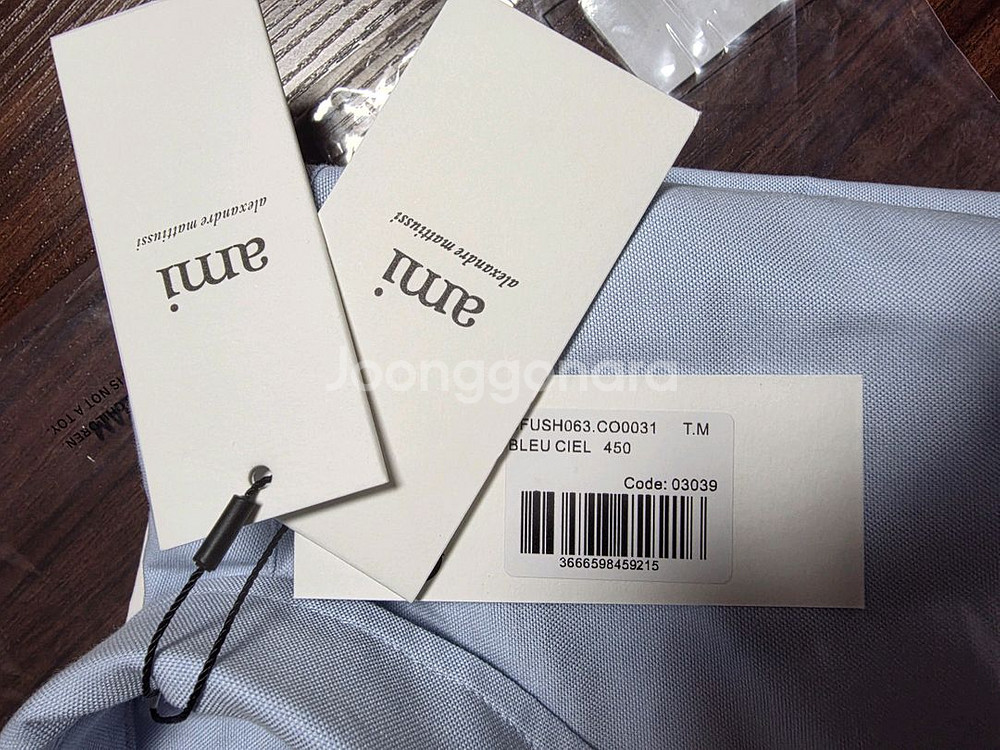 alexandre mattiussi
ami
alexandre mattiussi
ami
Joonggonara
FUSH063.CO0031 T.M
BLEU CIEL 450
Code: 03039
3666598459215
IS NOT A TOY